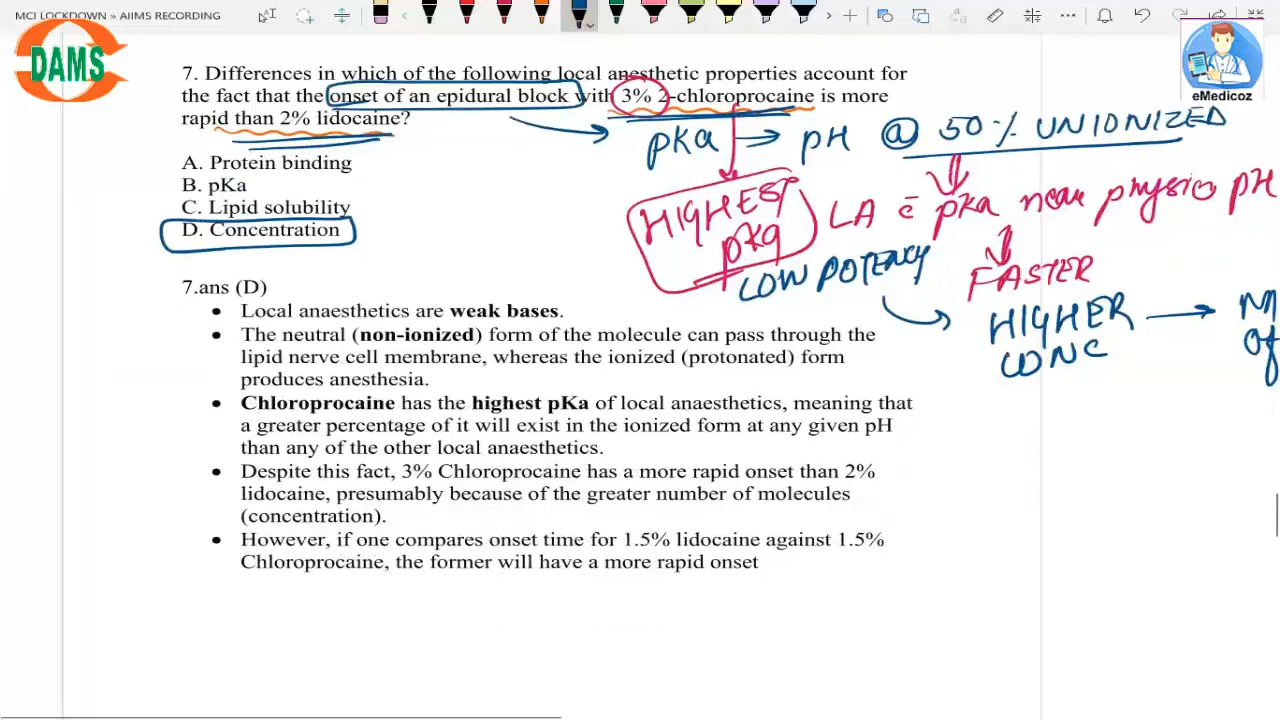 MCI LOCKDOWN » AIIMS RECORDING
DAMS
eMedicoz
7. Differences in which of the following local anesthetic properties account for
the fact that the onset of an epidural block with 3% 2-chloroprocaine is more
rapid than 2% lidocaine?
A. Protein binding
B. pKa
C. Lipid solubility
D. Concentration
pKa → pH @ 50% UNIONIZED
HIGHEST
pKa
LA c̄ pka near physio pH
FASTER
LOW POTENCY
HIGHER
CONC
of
7.ans (D)
• Local anaesthetics are weak bases.
• The neutral (non-ionized) form of the molecule can pass through the
lipid nerve cell membrane, whereas the ionized (protonated) form
produces anesthesia.
• Chloroprocaine has the highest pKa of local anaesthetics, meaning that
a greater percentage of it will exist in the ionized form at any given pH
than any of the other local anaesthetics.
• Despite this fact, 3% Chloroprocaine has a more rapid onset than 2%
lidocaine, presumably because of the greater number of molecules
(concentration).
• However, if one compares onset time for 1.5% lidocaine against 1.5%
Chloroprocaine, the former will have a more rapid onset